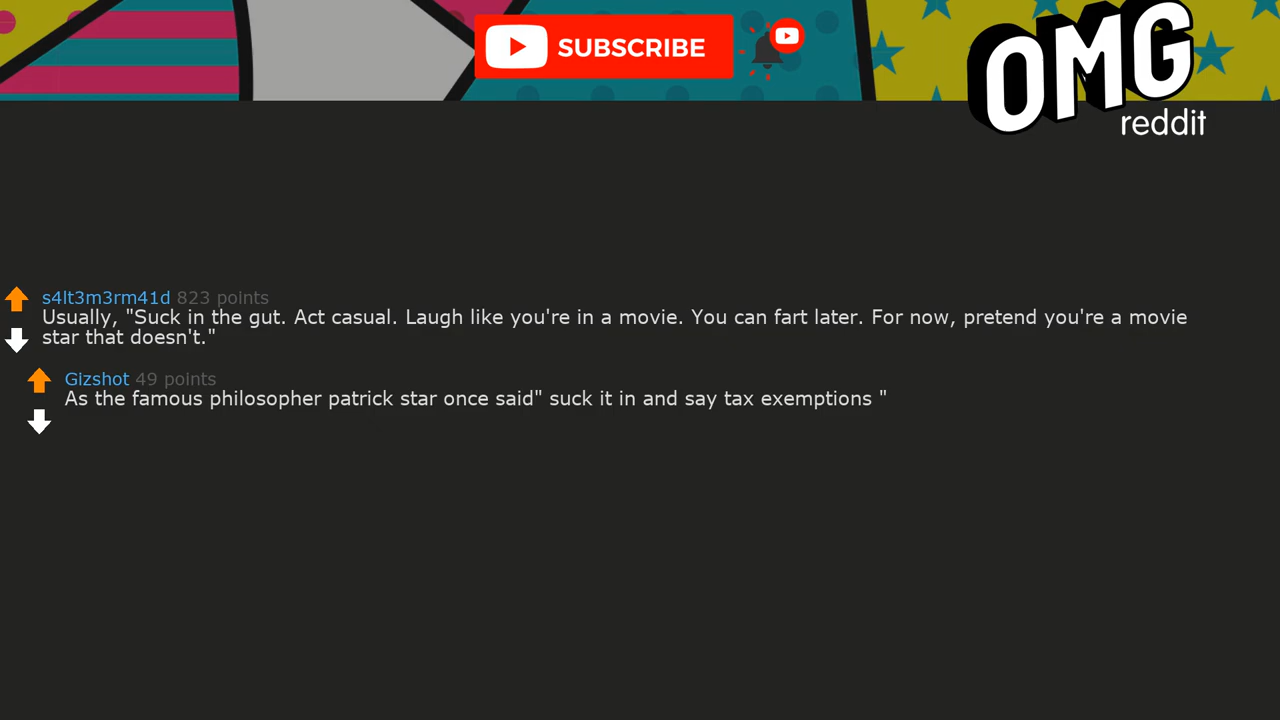 SUBSCRIBE
OMG
reddit
s4lt3m3rm41d 823 points
Usually, "Suck in the gut. Act casual. Laugh like you're in a movie. You can fart later. For now, pretend you're a movie
star that doesn't."
Gizshot 49 points
As the famous philosopher patrick star once said" suck it in and say tax exemptions "